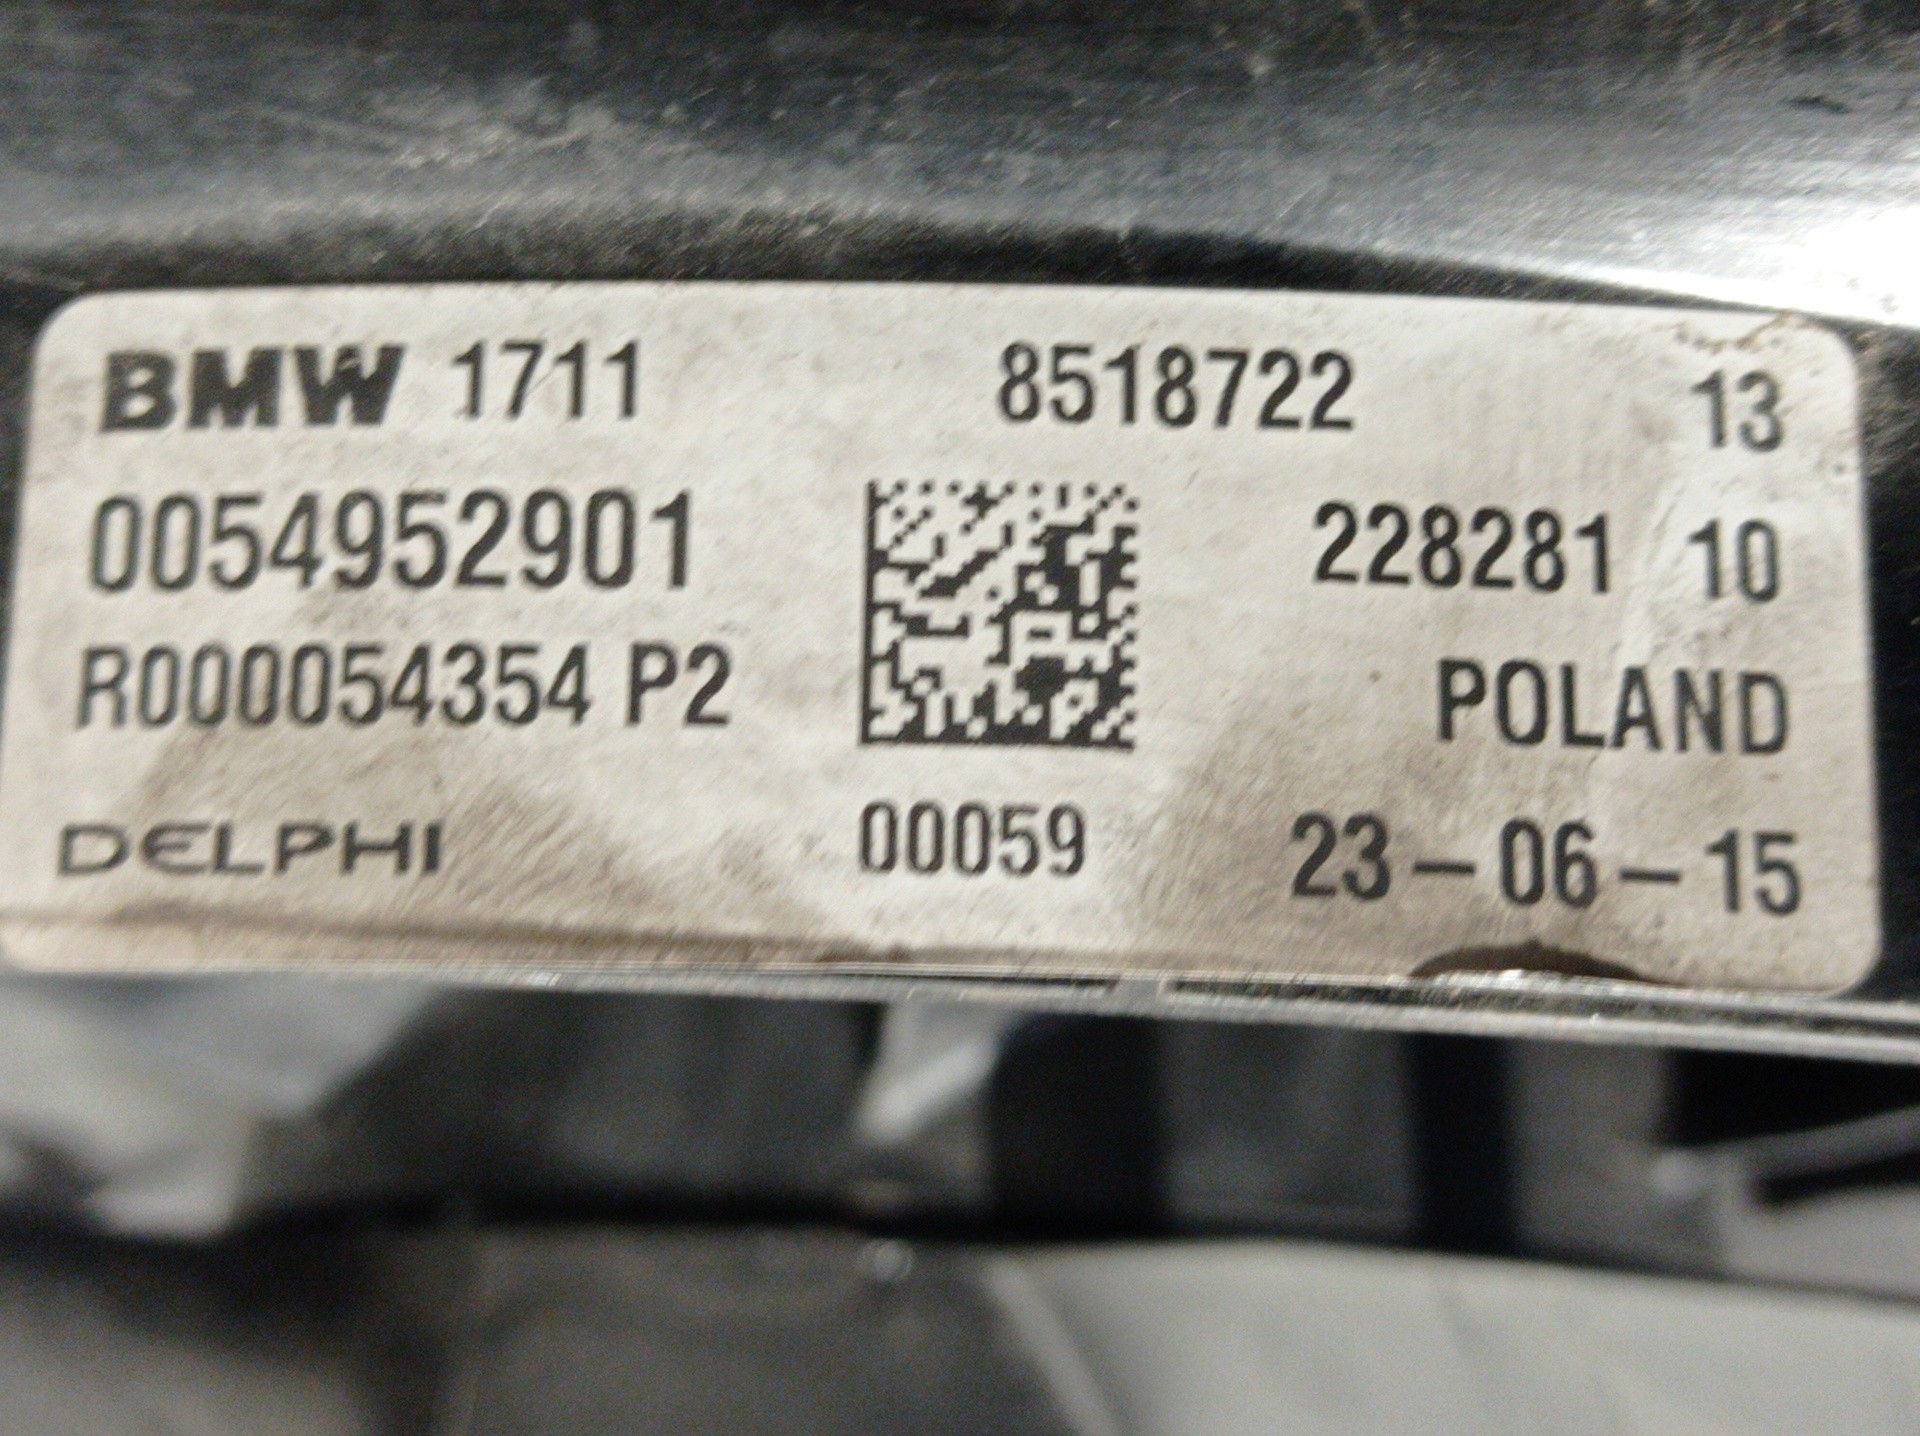 BMW 1711 8518722 13
0054952901 228281 10
R000054354 P2 POLAND
DELPHI 00059 23-06-15